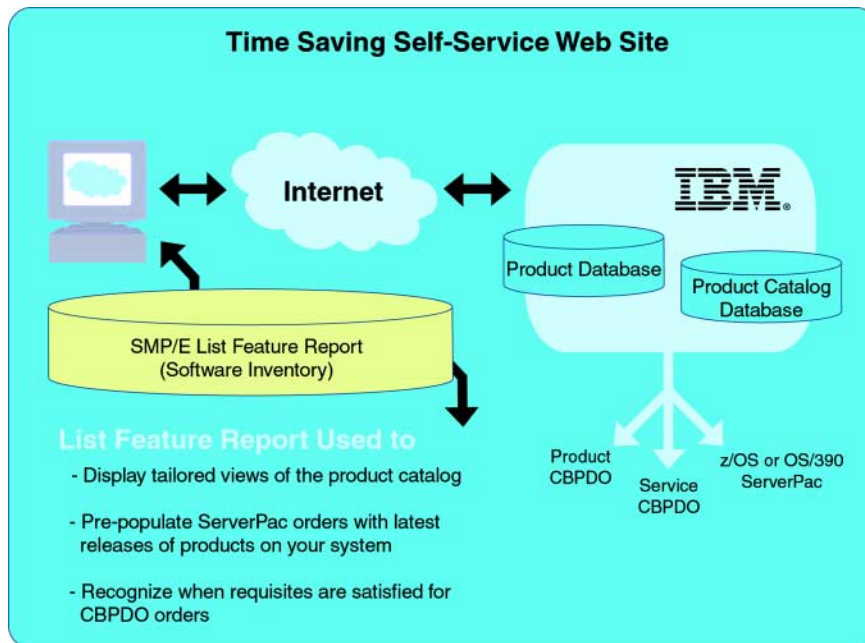 Time Saving Self-Service Web Site
Internet
IBM®
Product Database
Product Catalog
Database
SMP/E List Feature Report
(Software Inventory)
List Feature Report Used to
- Display tailored views of the product catalog
- Pre-populate ServerPac orders with latest
releases of products on your system
- Recognize when requisites are satisfied for
CBPDO orders
Product
CBPDO
Service
CBPDO
z/OS or OS/390
ServerPac